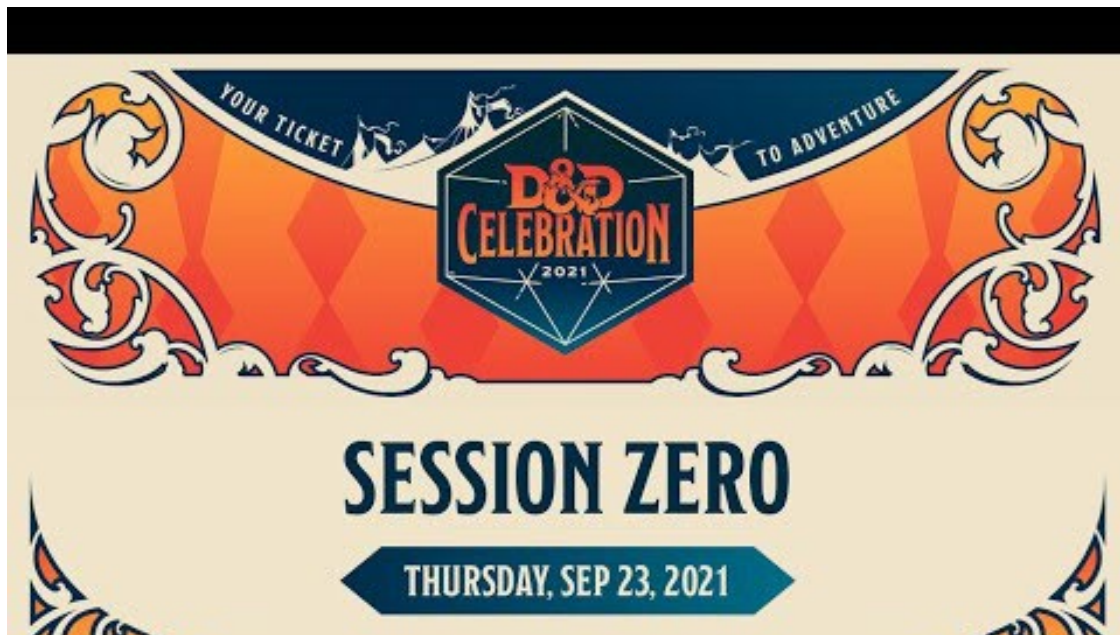 YOUR TICKET TO ADVENTURE
D&D
CELEBRATION
2021
SESSION ZERO
THURSDAY, SEP 23, 2021